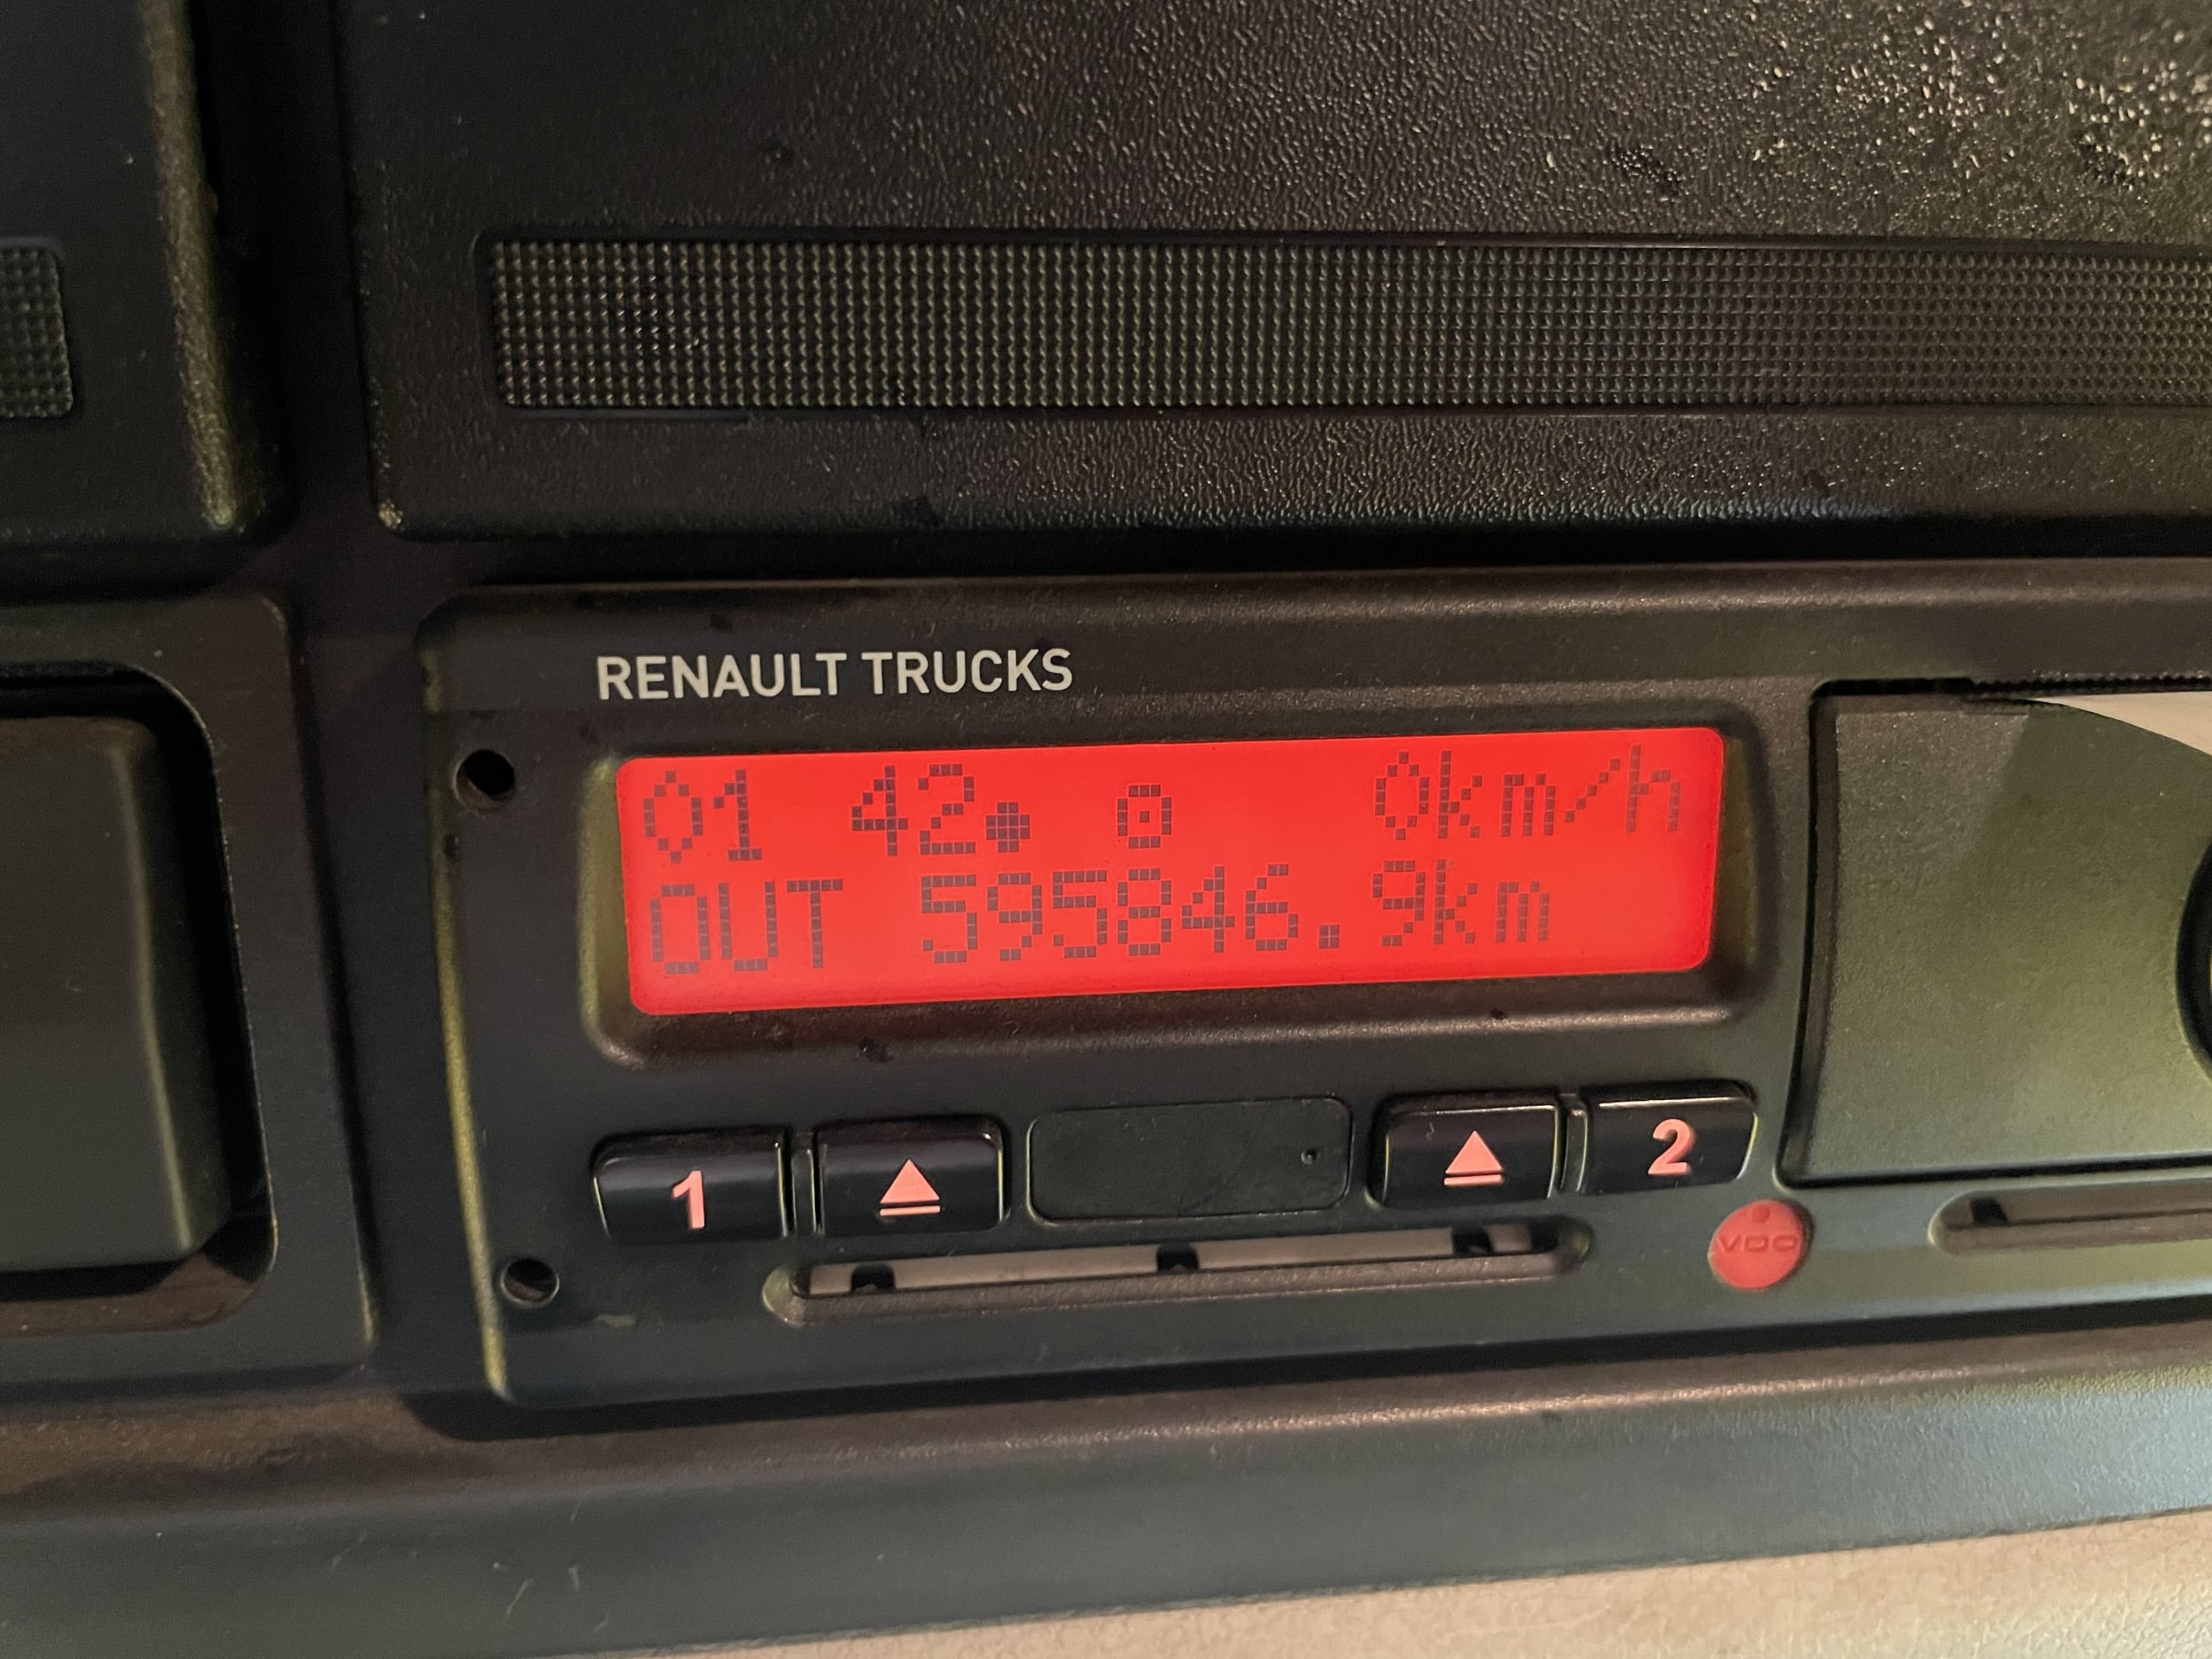 RENAULT TRUCKS
01 42● 0km/h
OUT 595846.9km
1 2
VDO